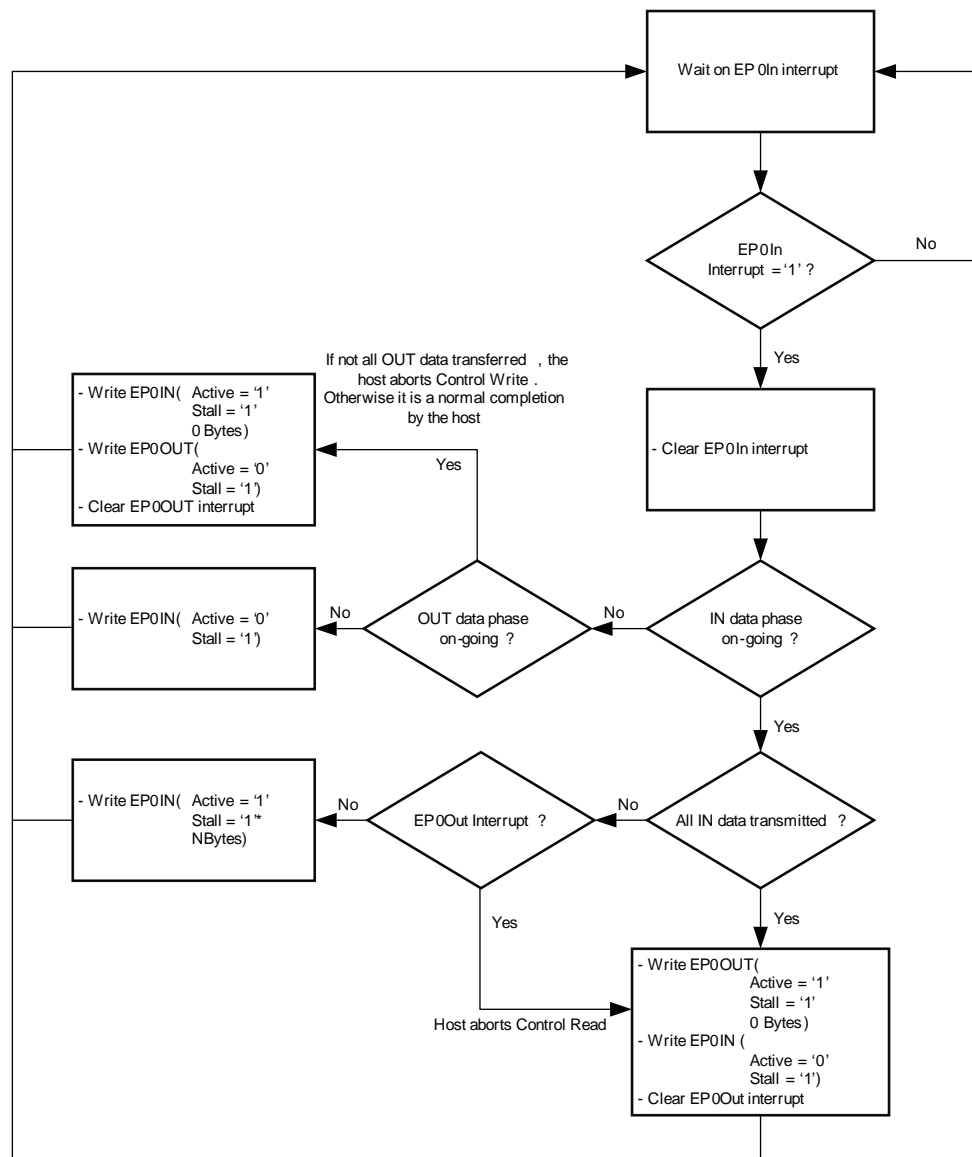 Wait on EP0In interrupt
EP0In
Interrupt = ‘1’ ?
No
Yes
If not all OUT data transferred , the
host aborts Control Write .
Otherwise it is a normal completion
by the host
- Write EP0IN( Active = ‘1’
Stall = ‘1’
0 Bytes)
- Write EP0OUT(
Active = ‘0’
Stall = ‘1’)
- Clear EP0OUT interrupt
Yes
- Clear EP0In interrupt
- Write EP0IN( Active = ‘0’
Stall = ‘1’)
No
OUT data phase
on-going ?
No
IN data phase
on-going ?
Yes
- Write EP0IN( Active = ‘1’
Stall = ‘1’*
NBytes)
No
EP0Out Interrupt ?
No
All IN data transmitted ?
Yes
Yes
Host aborts Control Read
- Write EP0OUT(
Active = ‘1’
Stall = ‘1’
0 Bytes)
- Write EP0IN (
Active = ‘0’
Stall = ‘1’)
- Clear EP0Out interrupt